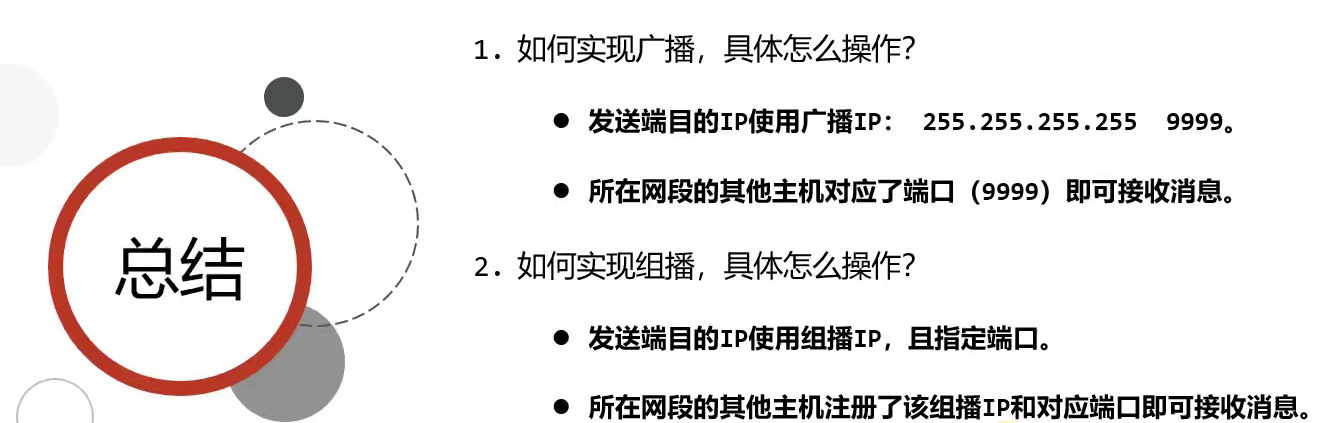 总结
1. 如何实现广播，具体怎么操作？
● 发送端目的IP使用广播IP： 255.255.255.255 9999。
● 所在网段的其他主机对应了端口（9999）即可接收消息。
2. 如何实现组播，具体怎么操作？
● 发送端目的IP使用组播IP，且指定端口。
● 所在网段的其他主机注册了该组播IP和对应端口即可接收消息。